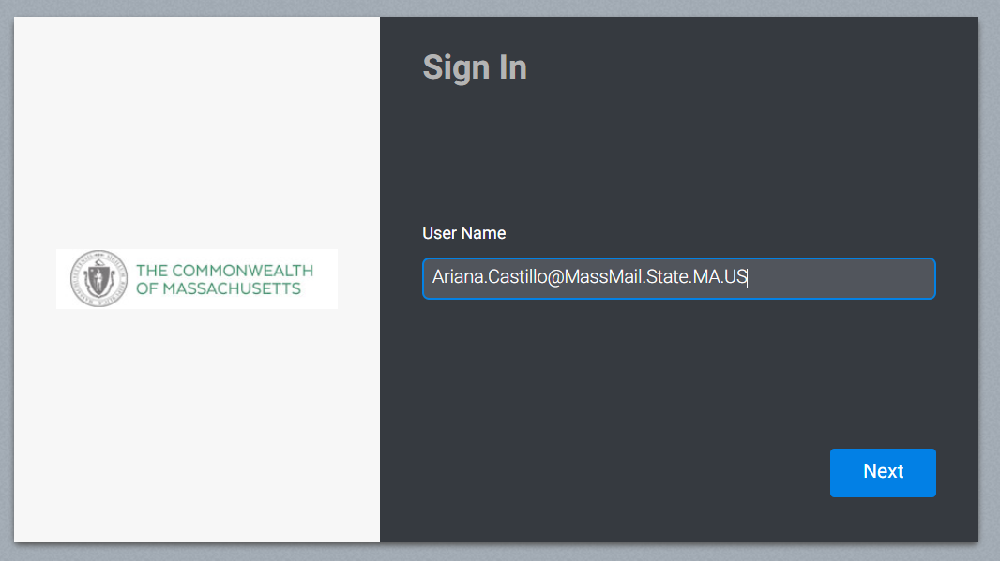 Sign In
User Name
Ariana.Castillo@MassMail.State.MA.US
THE COMMONWEALTH
OF MASSACHUSETTS
Next